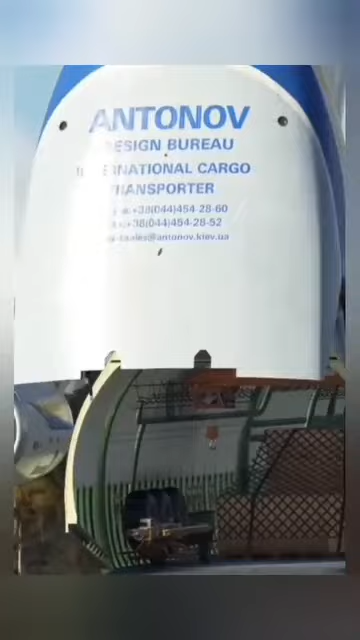 ANTONOV
DESIGN BUREAU
INTERNATIONAL CARGO
TRANSPORTER
+38(044)454-28-60
+38(044)454-28-52
@antonov.kiev.ua